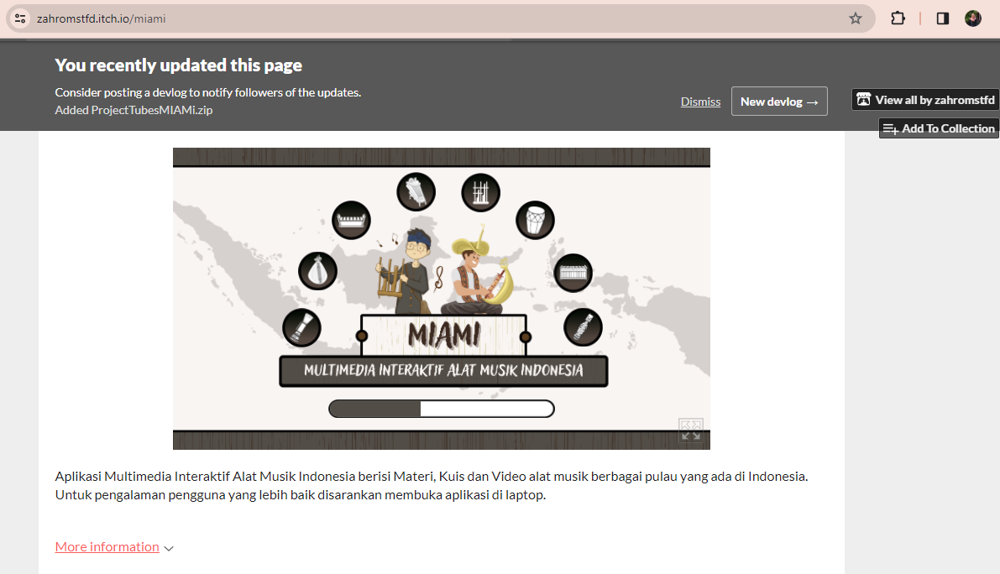 zahromstfd.itch.io/miami
You recently updated this page
Consider posting a devlog to notify followers of the updates.
Added ProjectTubesMIAMi.zip
Dismiss
New devlog →
View all by zahromstfd
Add To Collection
MIAMI
MULTIMEDIA INTERAKTIF ALAT MUSIK INDONESIA
Aplikasi Multimedia Interaktif Alat Musik Indonesia berisi Materi, Kuis dan Video alat musik berbagai pulau yang ada di Indonesia.
Untuk pengalaman pengguna yang lebih baik disarankan membuka aplikasi di laptop.
More information